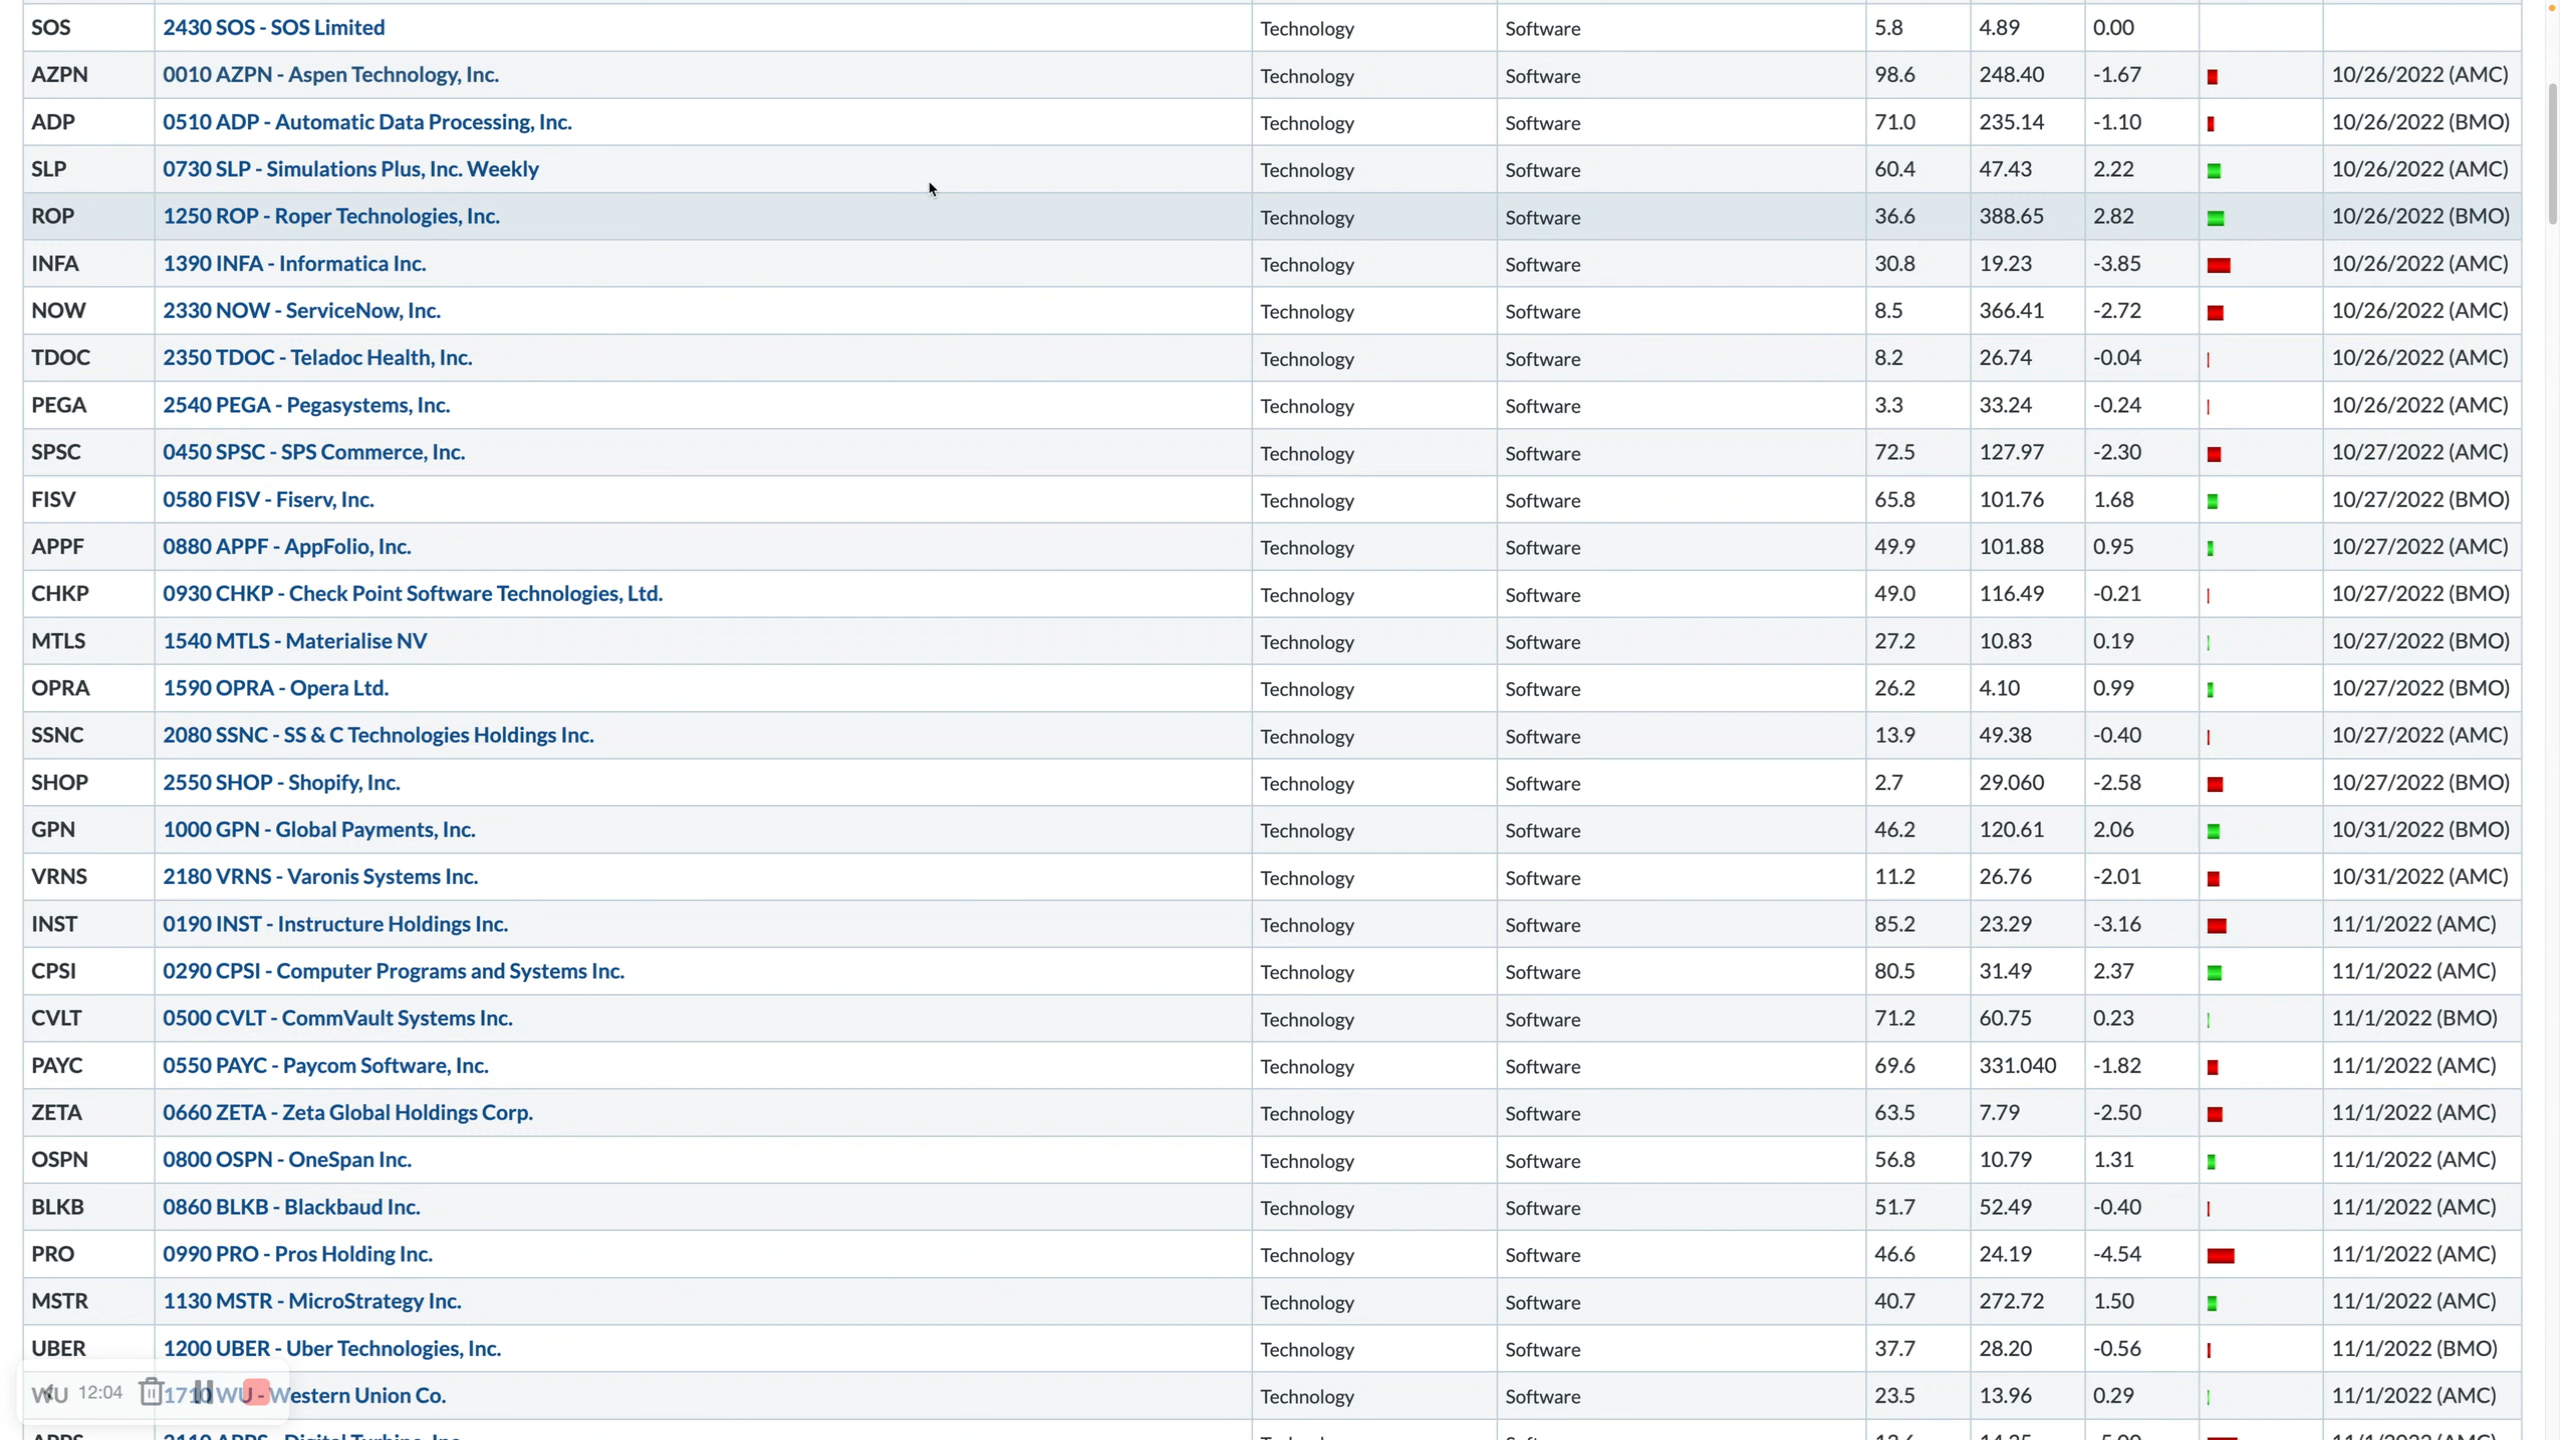 SOS 2430 SOS - SOS Limited Technology Software 5.8 4.89 0.00
AZPN 0010 AZPN - Aspen Technology, Inc. Technology Software 98.6 248.40 -1.67 10/26/2022 (AMC)
ADP 0510 ADP - Automatic Data Processing, Inc. Technology Software 71.0 235.14 -1.10 10/26/2022 (BMO)
SLP 0730 SLP - Simulations Plus, Inc. Weekly Technology Software 60.4 47.43 2.22 10/26/2022 (AMC)
ROP 1250 ROP - Roper Technologies, Inc. Technology Software 36.6 388.65 2.82 10/26/2022 (BMO)
INFA 1390 INFA - Informatica Inc. Technology Software 30.8 19.23 -3.85 10/26/2022 (AMC)
NOW 2330 NOW - ServiceNow, Inc. Technology Software 8.5 366.41 -2.72 10/26/2022 (AMC)
TDOC 2350 TDOC - Teladoc Health, Inc. Technology Software 8.2 26.74 -0.04 10/26/2022 (AMC)
PEGA 2540 PEGA - Pegasystems, Inc. Technology Software 3.3 33.24 -0.24 10/26/2022 (AMC)
SPSC 0450 SPSC - SPS Commerce, Inc. Technology Software 72.5 127.97 -2.30 10/27/2022 (AMC)
FISV 0580 FISV - Fiserv, Inc. Technology Software 65.8 101.76 1.68 10/27/2022 (BMO)
APPF 0880 APPF - AppFolio, Inc. Technology Software 49.9 101.88 0.95 10/27/2022 (AMC)
CHKP 0930 CHKP - Check Point Software Technologies, Ltd. Technology Software 49.0 116.49 -0.21 10/27/2022 (BMO)
MTLS 1540 MTLS - Materialise NV Technology Software 27.2 10.83 0.19 10/27/2022 (BMO)
OPRA 1590 OPRA - Opera Ltd. Technology Software 26.2 4.10 0.99 10/27/2022 (BMO)
SSNC 2080 SSNC - SS & C Technologies Holdings Inc. Technology Software 13.9 49.38 -0.40 10/27/2022 (AMC)
SHOP 2550 SHOP - Shopify, Inc. Technology Software 2.7 29.060 -2.58 10/27/2022 (BMO)
GPN 1000 GPN - Global Payments, Inc. Technology Software 46.2 120.61 2.06 10/31/2022 (BMO)
VRNS 2180 VRNS - Varonis Systems Inc. Technology Software 11.2 26.76 -2.01 10/31/2022 (AMC)
INST 0190 INST - Instructure Holdings Inc. Technology Software 85.2 23.29 -3.16 11/1/2022 (AMC)
CPSI 0290 CPSI - Computer Programs and Systems Inc. Technology Software 80.5 31.49 2.37 11/1/2022 (AMC)
CVLT 0500 CVLT - CommVault Systems Inc. Technology Software 71.2 60.75 0.23 11/1/2022 (BMO)
PAYC 0550 PAYC - Paycom Software, Inc. Technology Software 69.6 331.040 -1.82 11/1/2022 (AMC)
ZETA 0660 ZETA - Zeta Global Holdings Corp. Technology Software 63.5 7.79 -2.50 11/1/2022 (AMC)
OSPN 0800 OSPN - OneSpan Inc. Technology Software 56.8 10.79 1.31 11/1/2022 (AMC)
BLKB 0860 BLKB - Blackbaud Inc. Technology Software 51.7 52.49 -0.40 11/1/2022 (AMC)
PRO 0990 PRO - Pros Holding Inc. Technology Software 46.6 24.19 -4.54 11/1/2022 (AMC)
MSTR 1130 MSTR - MicroStrategy Inc. Technology Software 40.7 272.72 1.50 11/1/2022 (AMC)
UBER 1200 UBER - Uber Technologies, Inc. Technology Software 37.7 28.20 -0.56 11/1/2022 (BMO)
WU 12:04 1710 WU - Western Union Co. Technology Software 23.5 13.96 0.29 11/1/2022 (AMC)